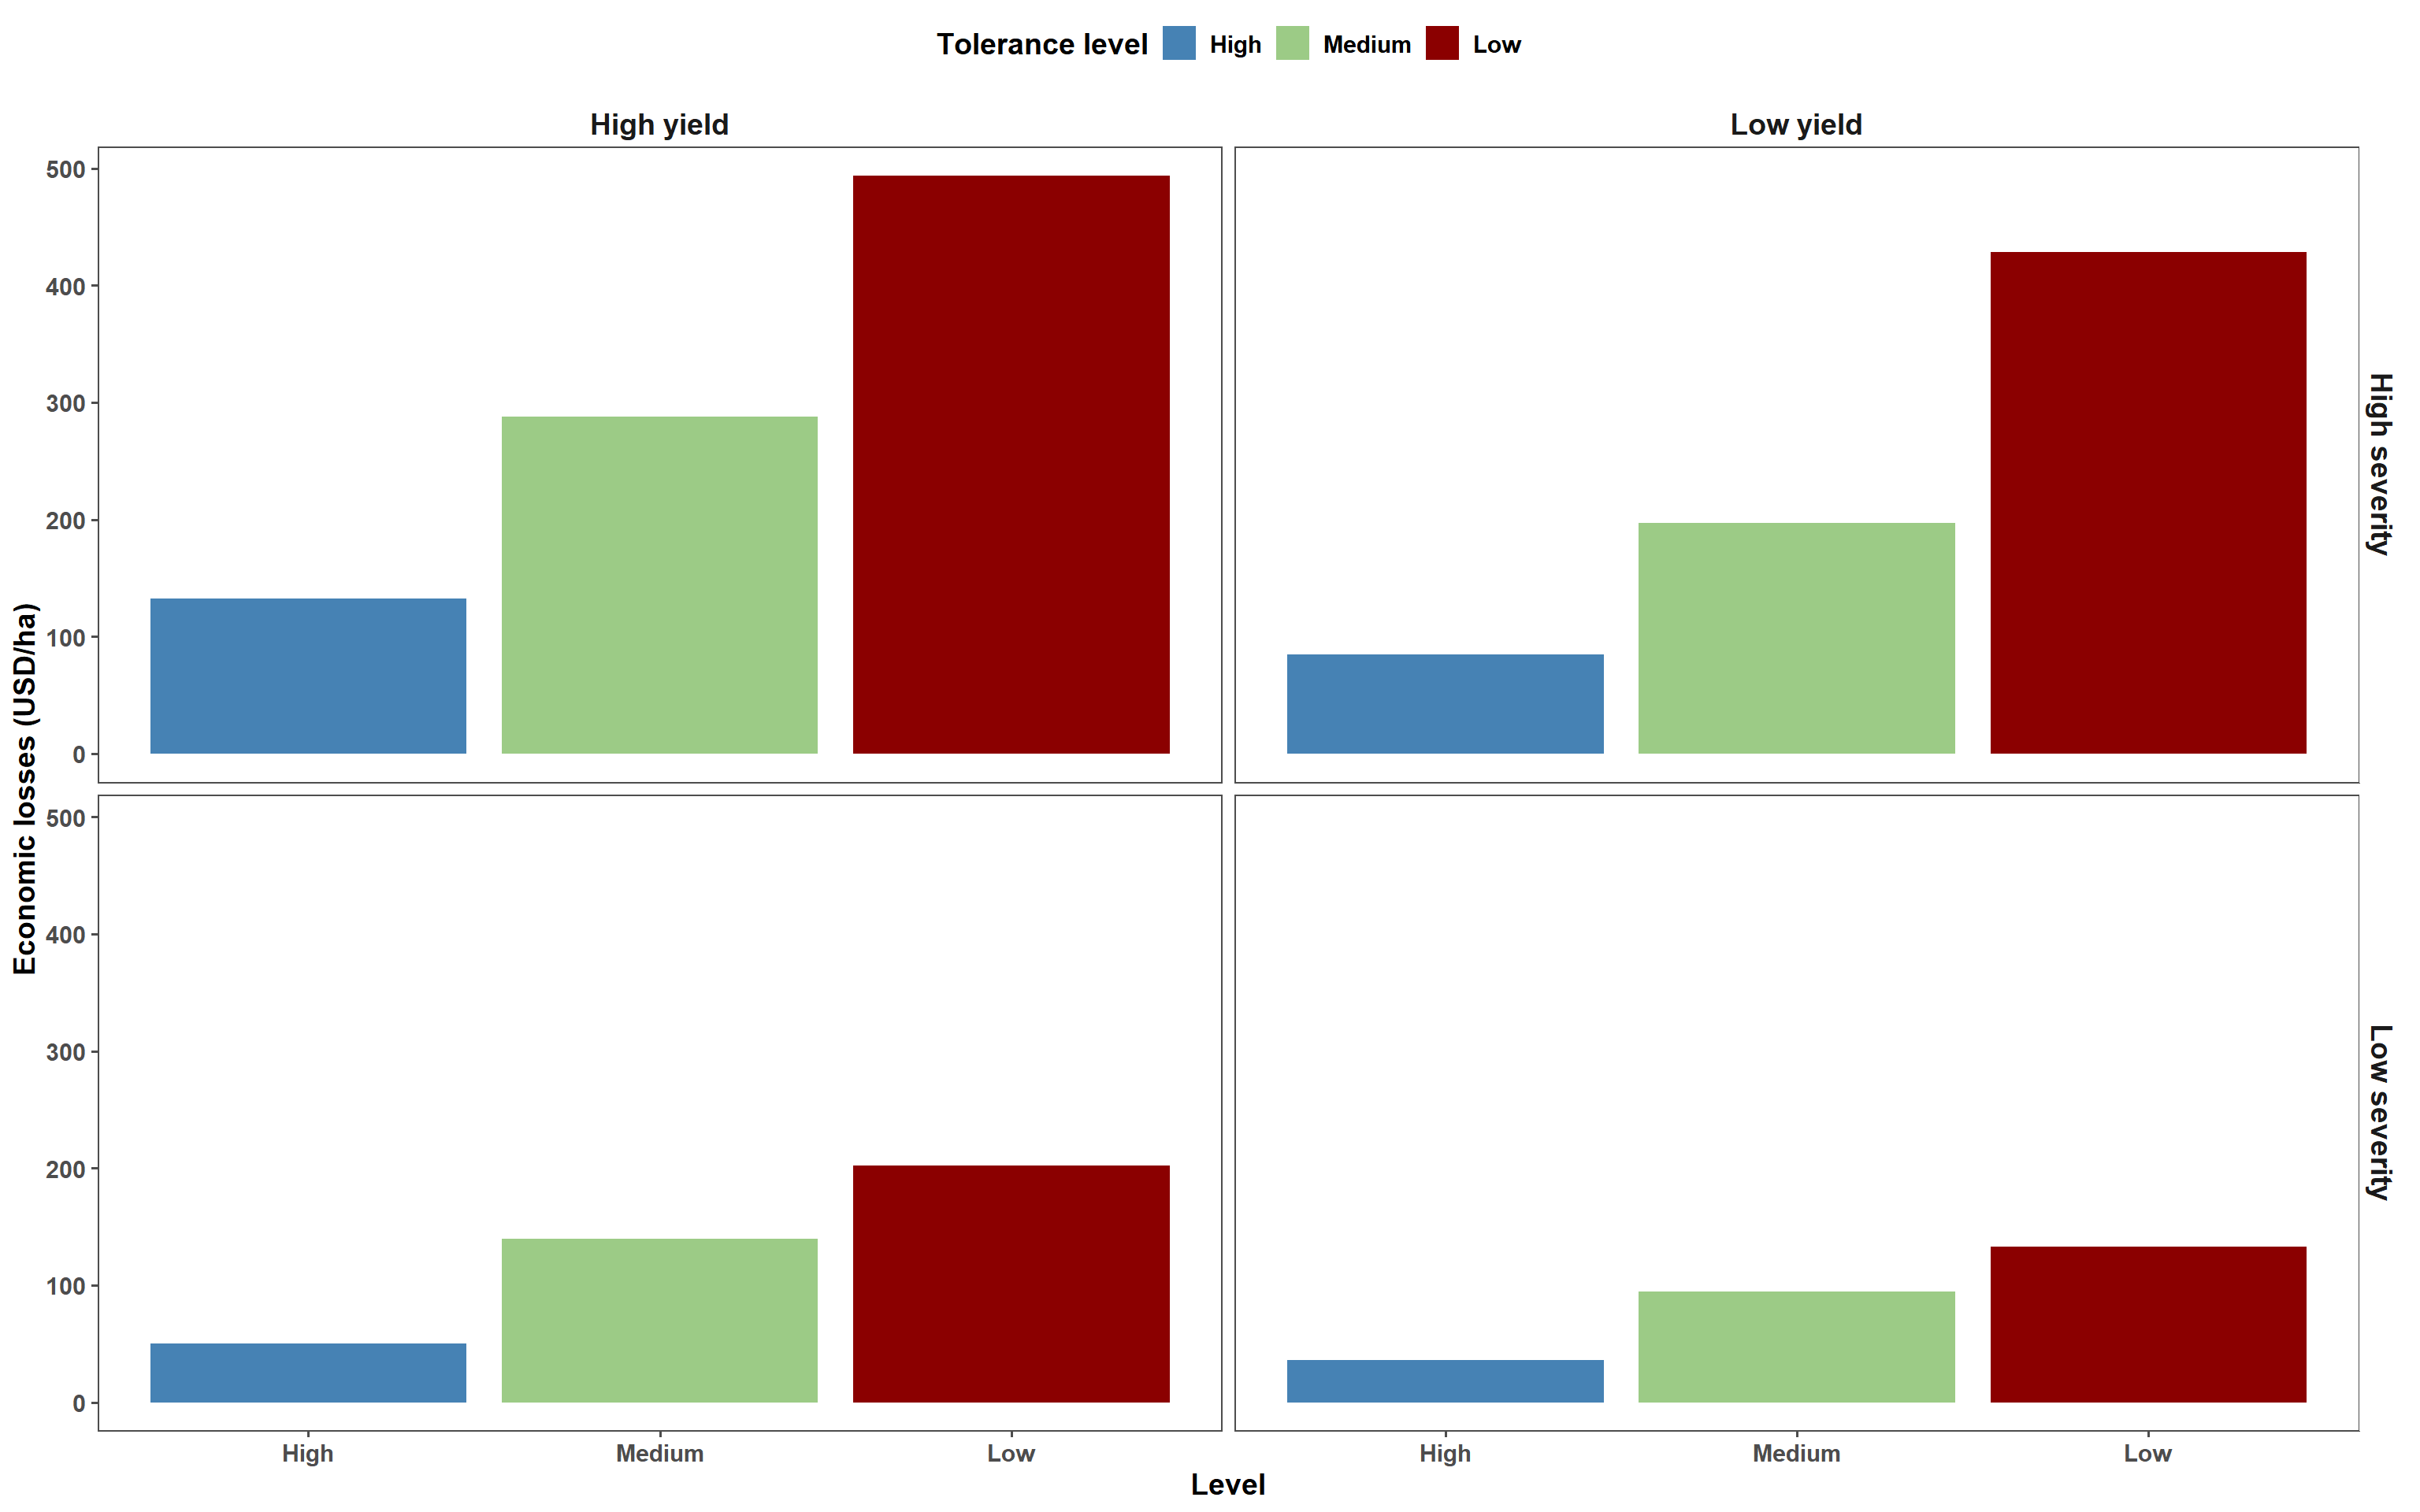 Tolerance level High Medium Low
High yield Low yield
500
400
300
200
100
0
High severity
500
400
300
200
100
0
Low severity
Economic losses (USD/ha)
High Medium Low High Medium Low
Level